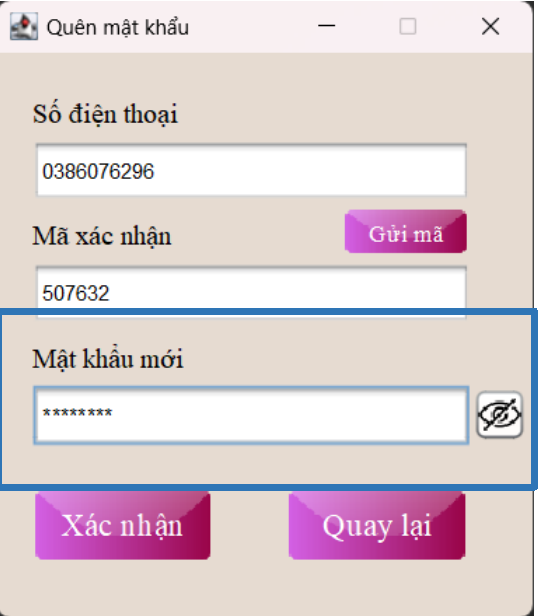 Quên mật khẩu
Số điện thoại
0386076296
Mã xác nhận
Gửi mã
507632
Mật khẩu mới
********
Xác nhận
Quay lại